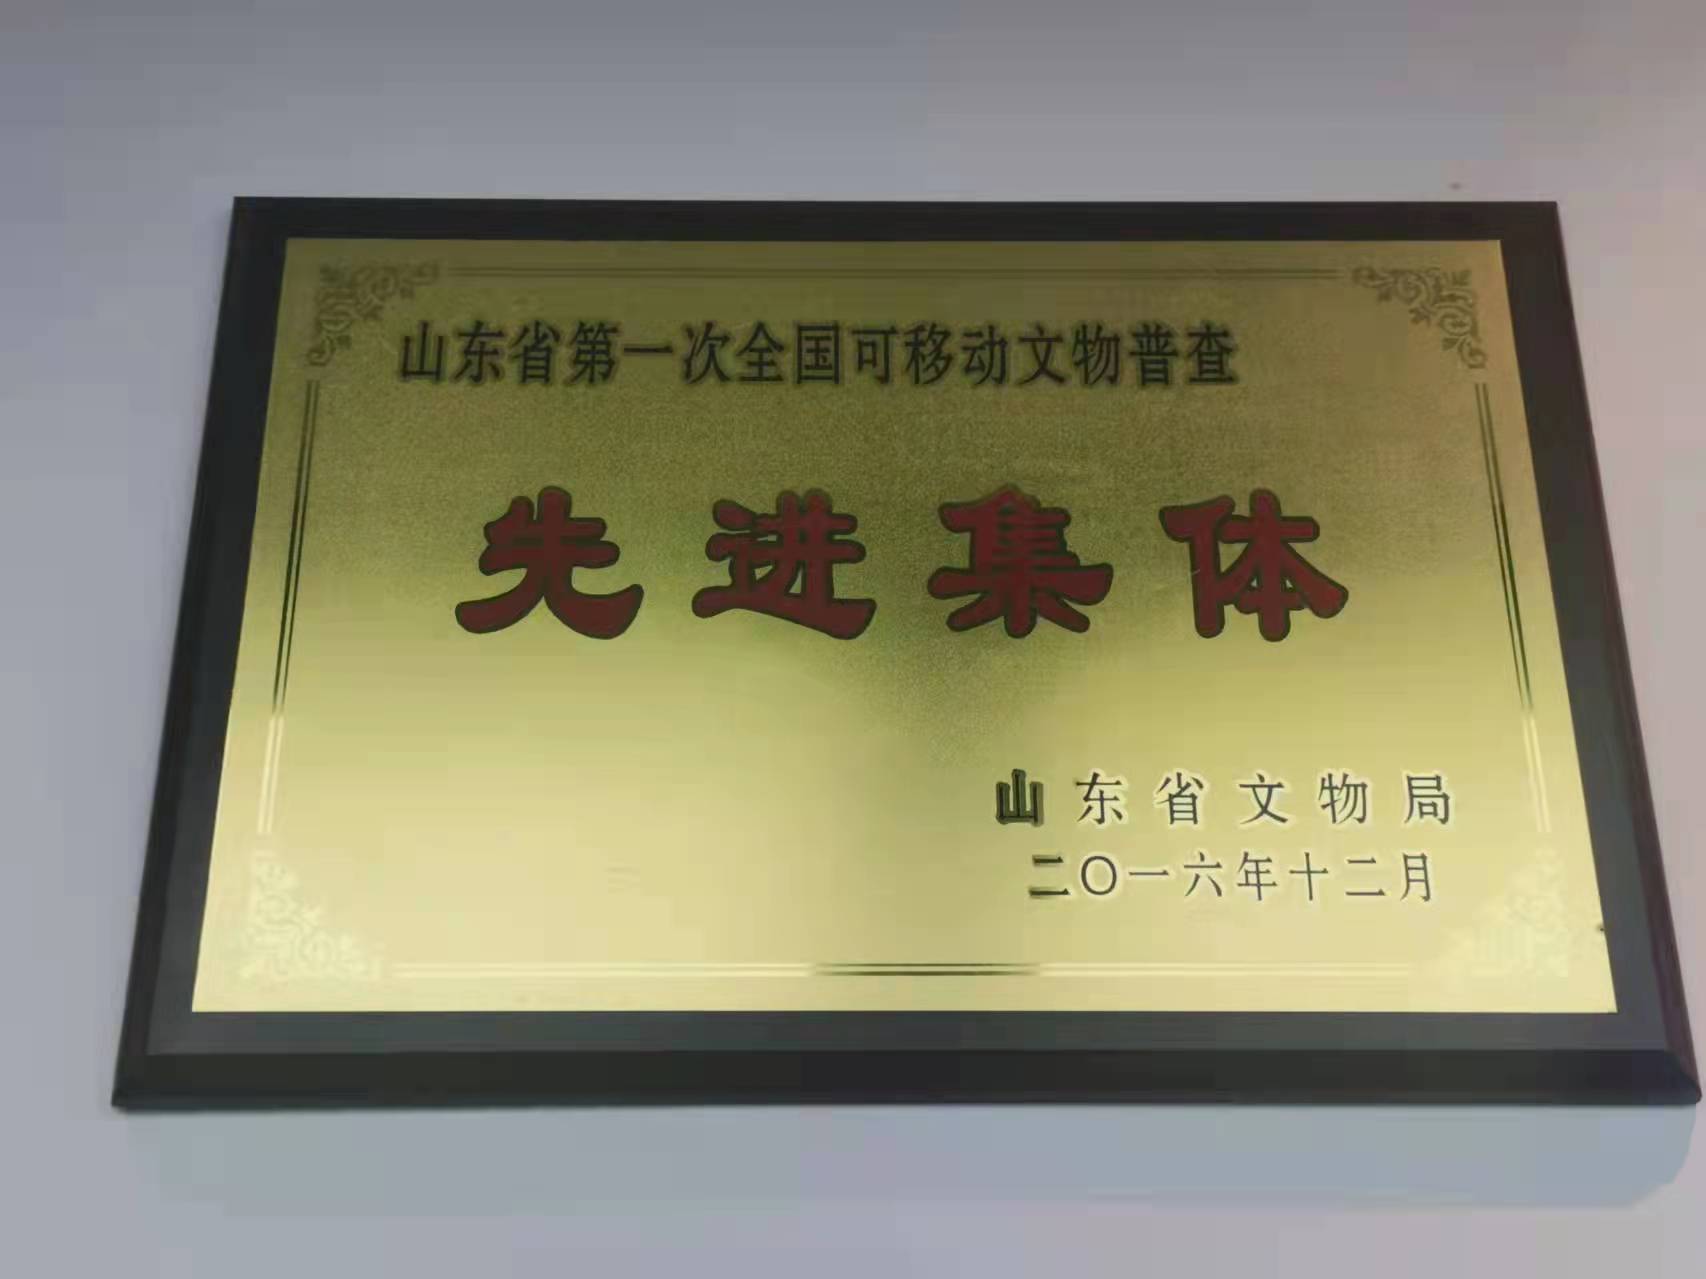 山东省第一次全国可移动文物普查
先进集体
山东省文物局
二〇一六年十二月